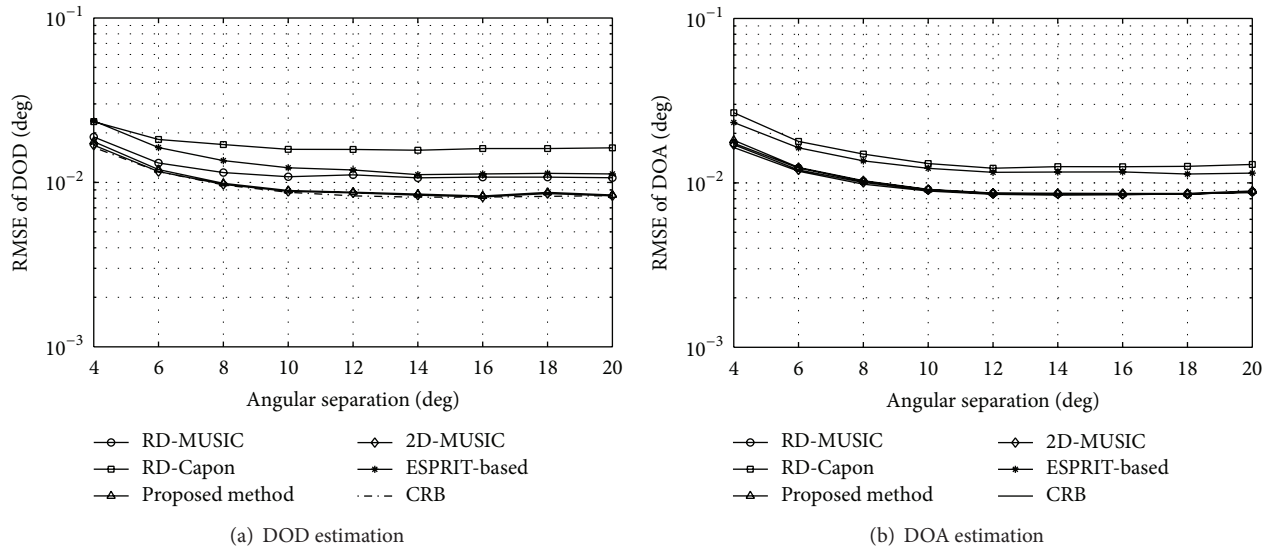 10⁻¹
10⁻²
10⁻³
RMSE of DOD (deg)
4 6 8 10 12 14 16 18 20
Angular separation (deg)
RD-MUSIC
RD-Capon
Proposed method
2D-MUSIC
ESPRIT-based
CRB
(a) DOD estimation
10⁻¹
10⁻²
10⁻³
RMSE of DOA (deg)
4 6 8 10 12 14 16 18 20
Angular separation (deg)
RD-MUSIC
RD-Capon
Proposed method
2D-MUSIC
ESPRIT-based
CRB
(b) DOA estimation